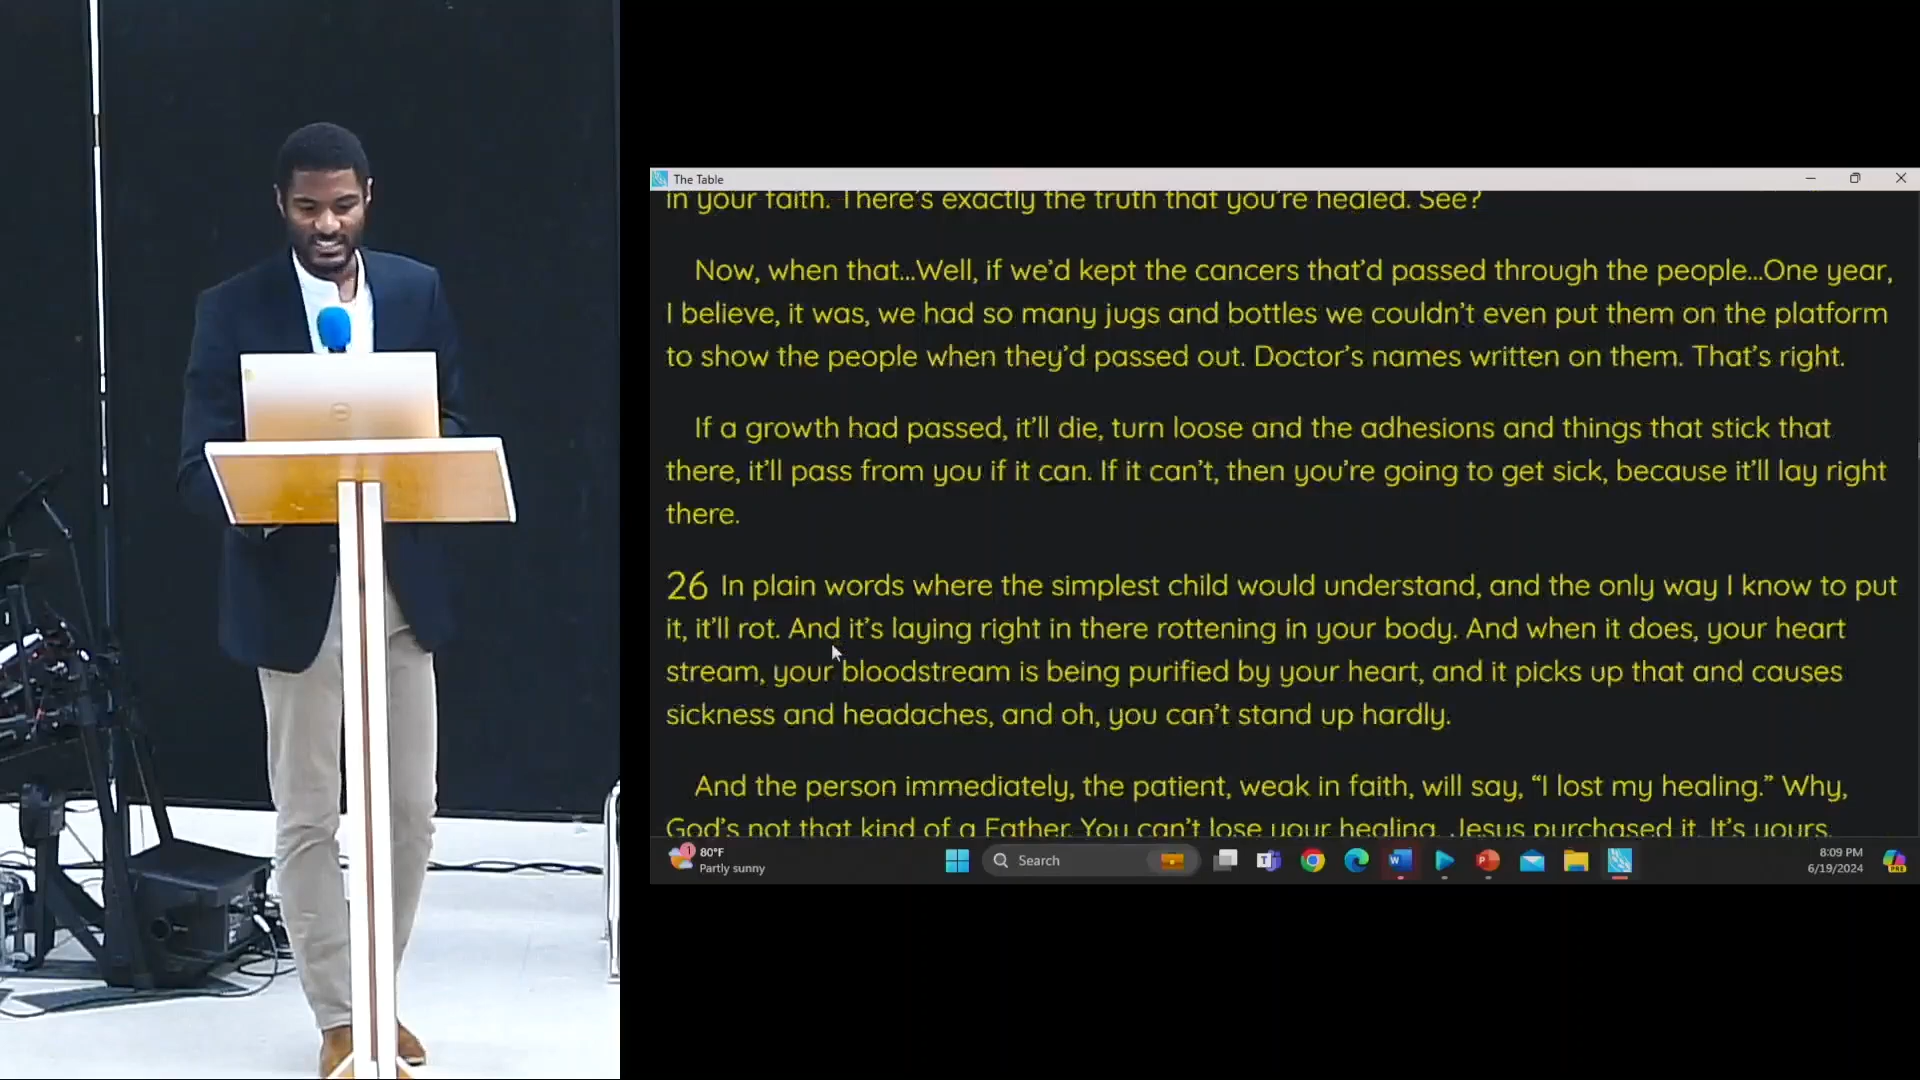 The Table
in your faith. There's exactly the truth that you're healed. See?
Now, when that...Well, if we'd kept the cancers that'd passed through the people...One year,
I believe, it was, we had so many jugs and bottles we couldn't even put them on the platform
to show the people when they'd passed out. Doctor's names written on them. That's right.
If a growth had passed, it'll die, turn loose and the adhesions and things that stick that
there, it'll pass from you if it can. If it can't, then you're going to get sick, because it'll lay right
there.
26 In plain words where the simplest child would understand, and the only way I know to put
it, it'll rot. And it's laying right in there rottening in your body. And when it does, your heart
stream, your bloodstream is being purified by your heart, and it picks up that and causes
sickness and headaches, and oh, you can't stand up hardly.
And the person immediately, the patient, weak in faith, will say, “I lost my healing.” Why,
God's not that kind of a Father. You can't lose your healing. Jesus purchased it. It's yours.
1
80°F
Partly sunny
Search
8:09 PM
6/19/2024